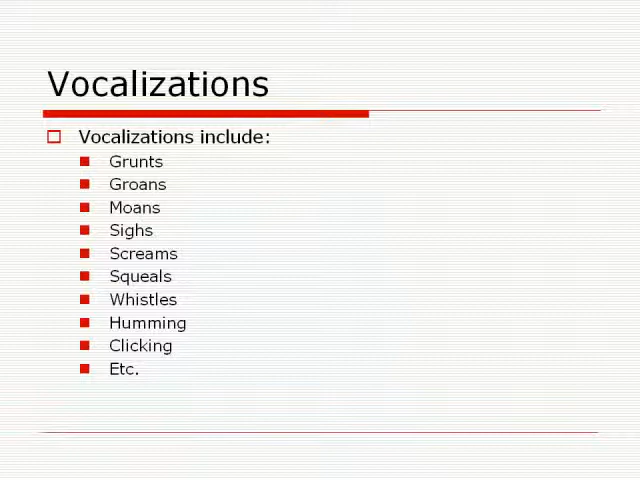 Vocalizations
Vocalizations include:
Grunts
Groans
Moans
Sighs
Screams
Squeals
Whistles
Humming
Clicking
Etc.